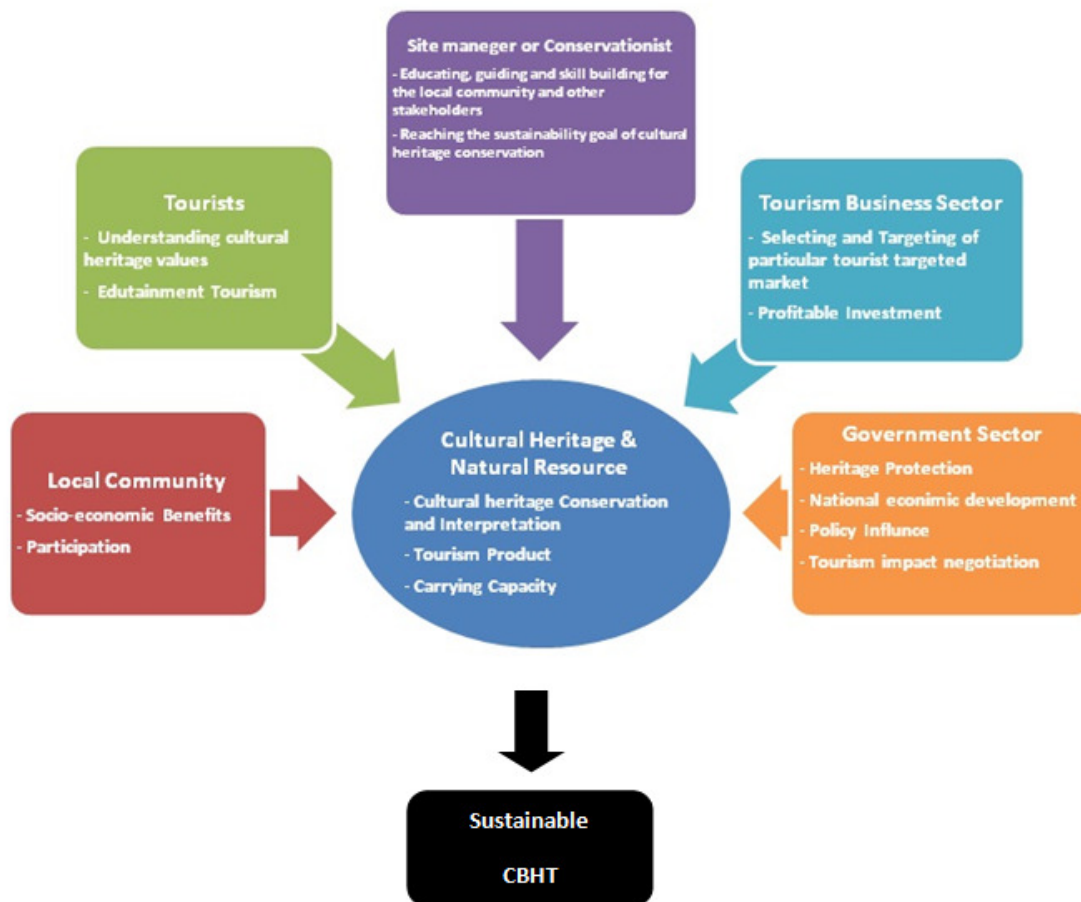 Site maneger or Conservationist
- Educating, guiding and skill building for
the local community and other
stakeholders
- Reaching the sustainability goal of cultural
heritage conservation
Tourists
- Understanding cultural
heritage values
- Edutainment Tourism
Tourism Business Sector
- Selecting and Targeting of
particular tourist targeted
market
- Profitable Investment
Local Community
- Socio-economic Benefits
- Participation
Cultural Heritage &
Natural Resource
- Cultural heritage Conservation
and Interpretation
- Tourism Product
- Carrying Capacity
Government Sector
- Heritage Protection
- National econimic development
- Policy Influnce
- Tourism impact negotiation
Sustainable
CBHT